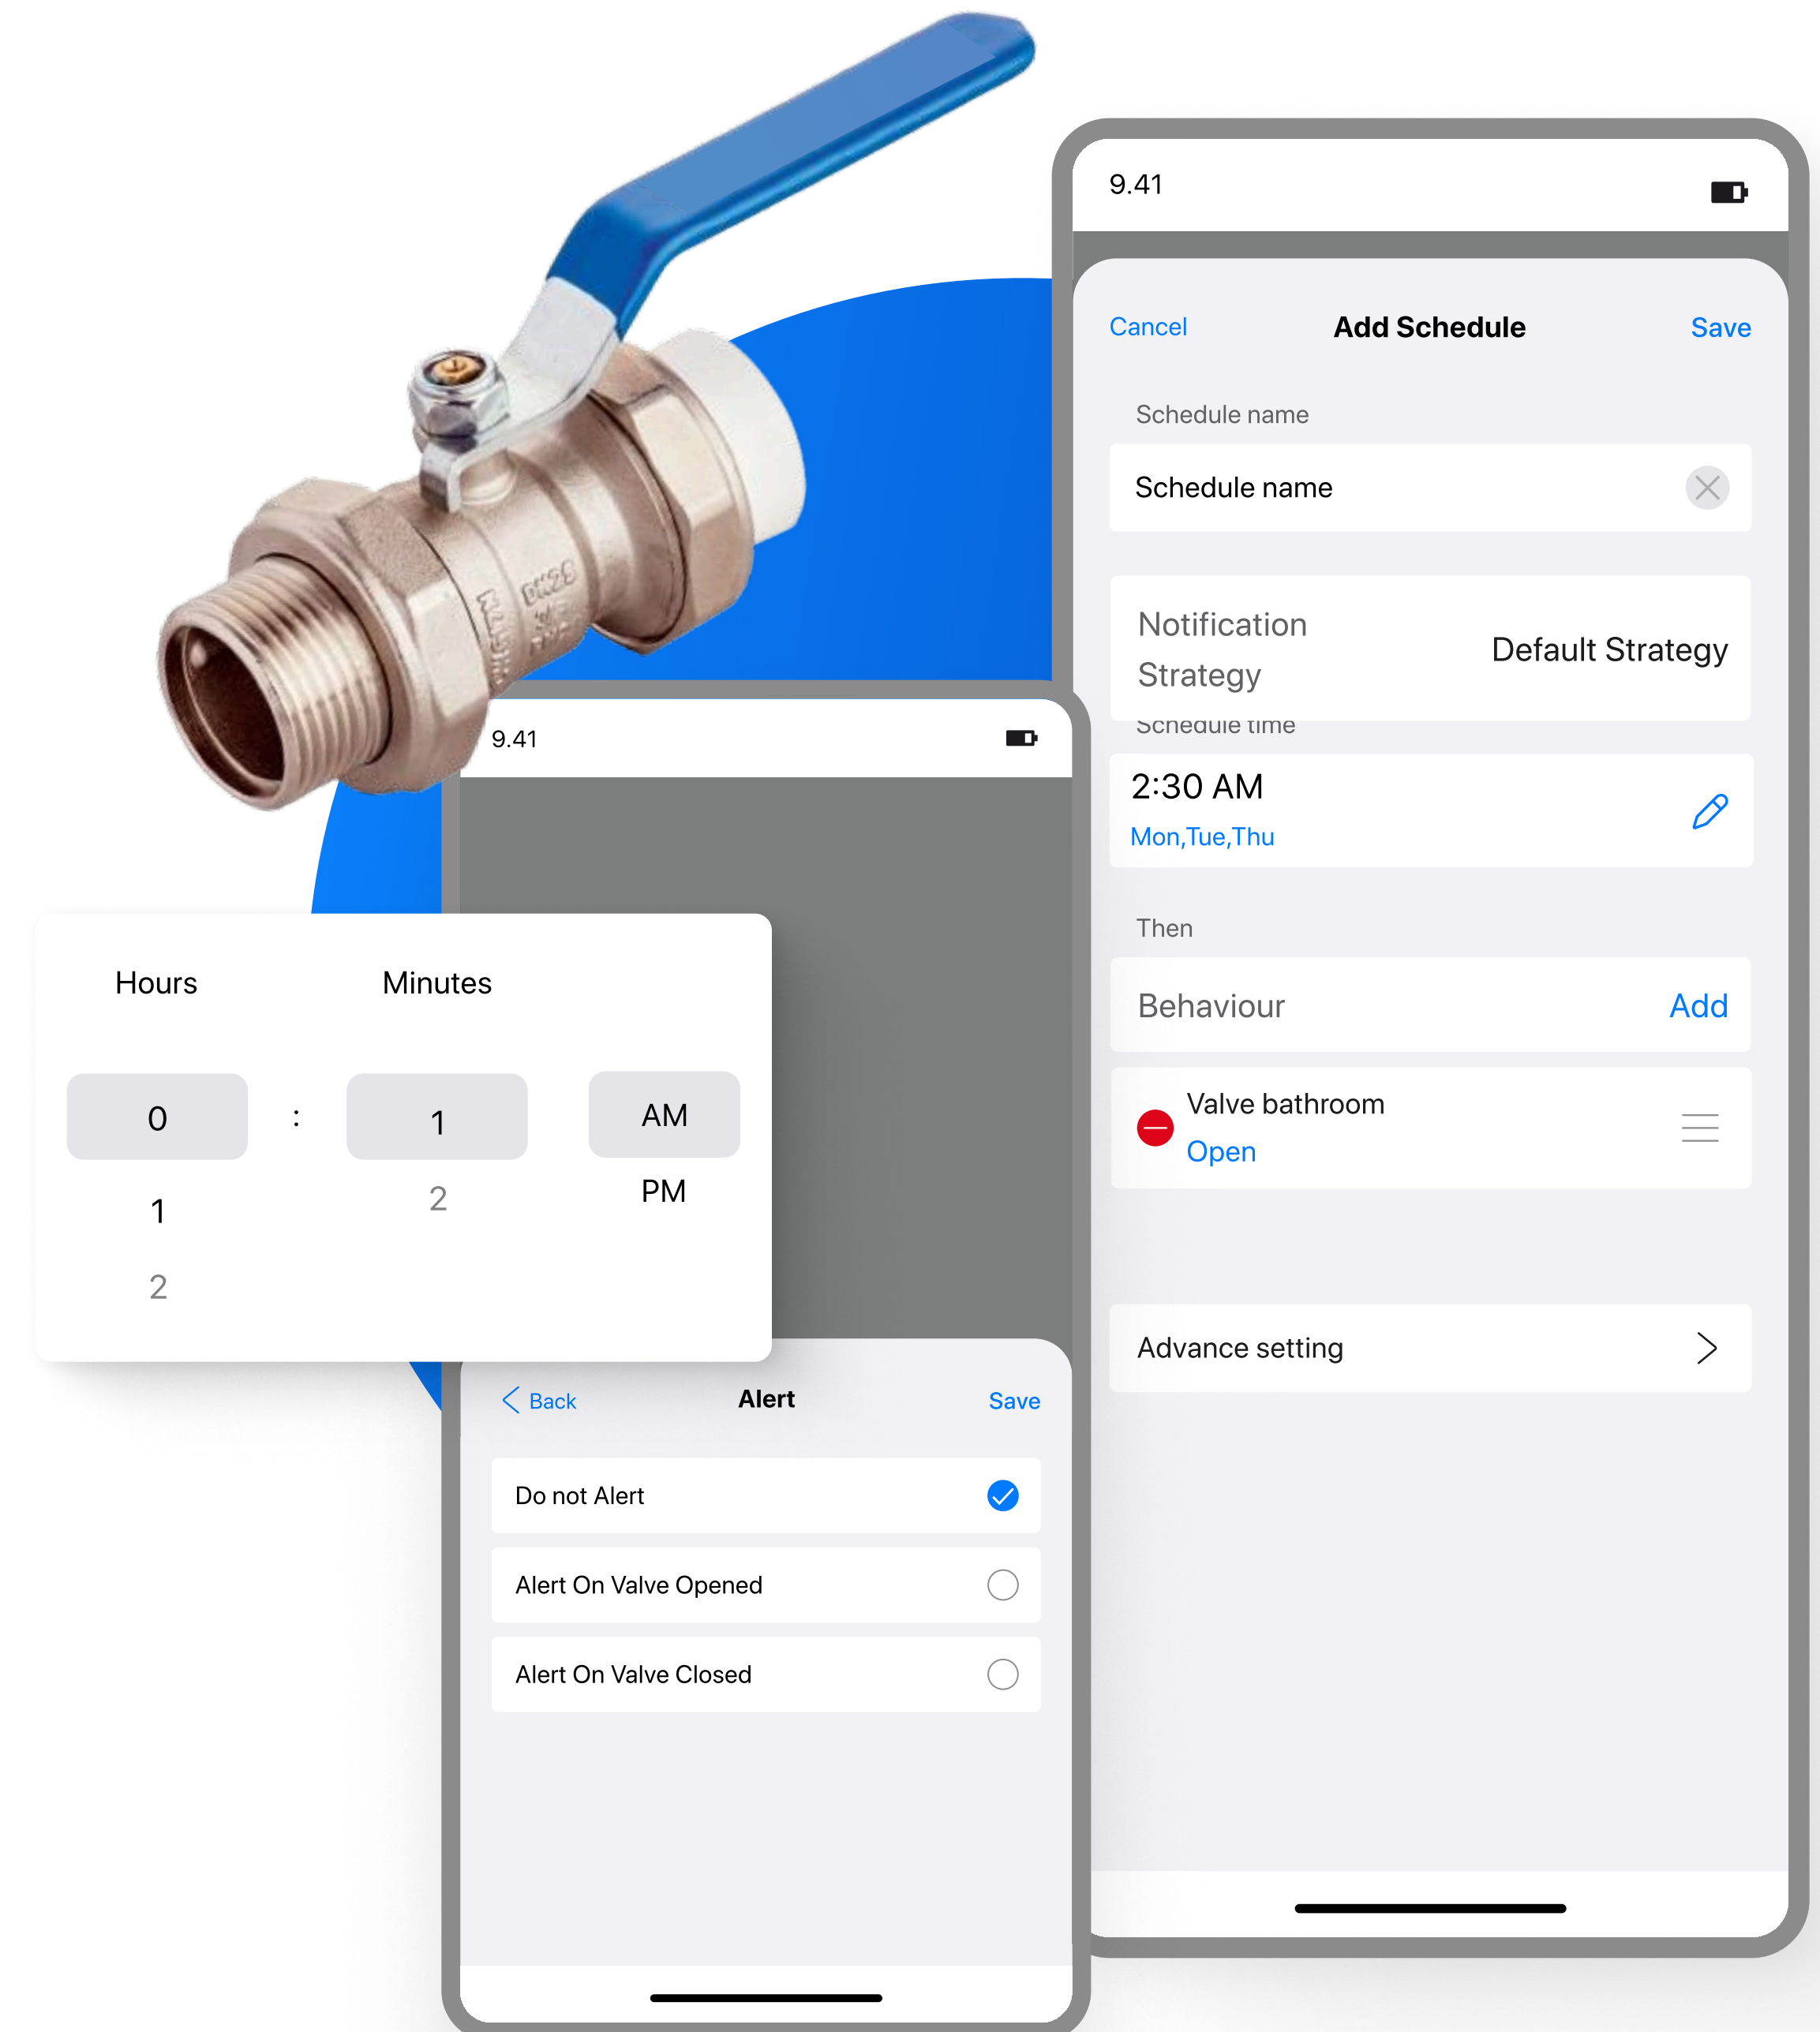 9.41
Cancel
Add Schedule
Save
Schedule name
Schedule name
Notification
Strategy
Default Strategy
Schedule time
2:30 AM
Mon,Tue,Thu
Then
Behaviour
Add
Valve bathroom
Open
Advance setting
9.41
Hours
Minutes
0
:
1
AM
1
2
PM
2
Back
Alert
Save
Do not Alert
Alert On Valve Opened
Alert On Valve Closed